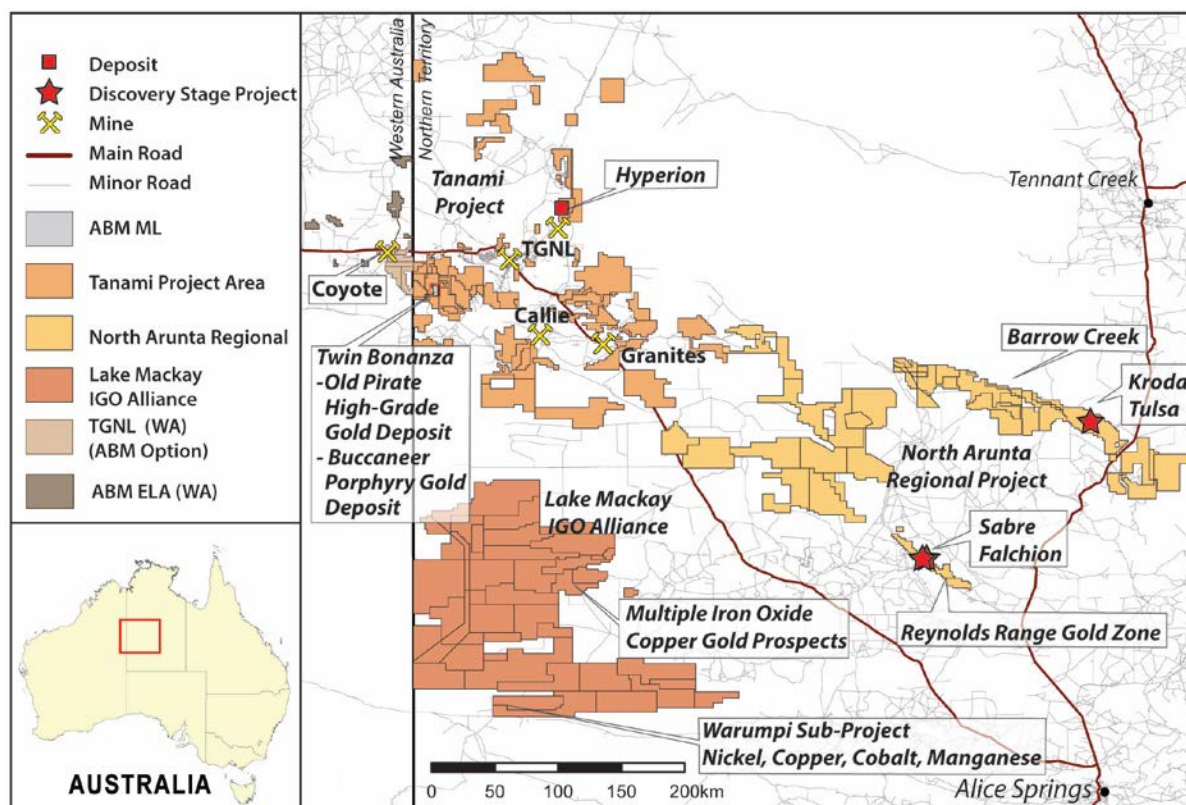 Deposit
Discovery Stage Project
Mine
Main Road
Minor Road
ABM ML
Tanami Project Area
North Arunta Regional
Lake Mackay
IGO Alliance
TGNL (WA)
(ABM Option)
ABM ELA (WA)
AUSTRALIA
Western Australia
Northern Territory
Tanami
Project
Hyperion
TGNL
Coyote
Callie
Granites
Twin Bonanza
-Old Pirate
High-Grade
Gold Deposit
- Buccaneer
Porphyry Gold
Deposit
Tennant Creek
Barrow Creek
Kroda
Tulsa
North Arunta
Regional Project
Sabre
Falchion
Reynolds Range Gold Zone
Lake Mackay
IGO Alliance
Multiple Iron Oxide
Copper Gold Prospects
Warumpi Sub-Project
Nickel, Copper, Cobalt, Manganese
0 50 100 150 200km
Alice Springs